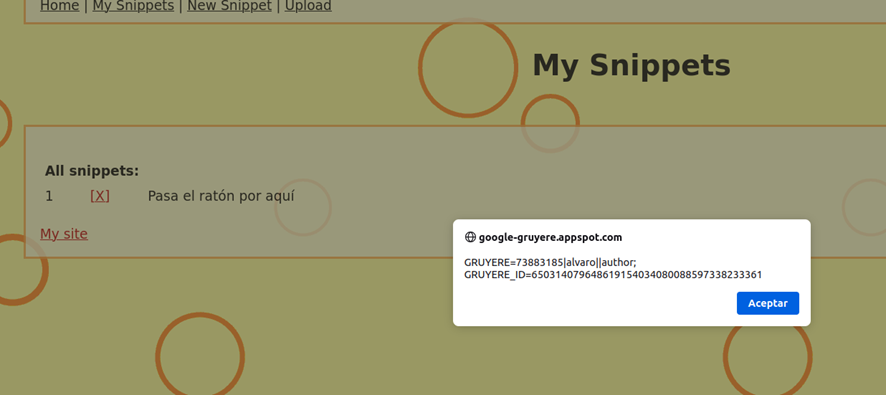 Home | My Snippets | New Snippet | Upload
My Snippets
All snippets:
1 [X] Pasa el ratón por aquí
My site
google-gruyere.appspot.com
GRUYERE=73883185|alvaro||author;
GRUYERE_ID=650314079648619154034080088597338233361
Aceptar